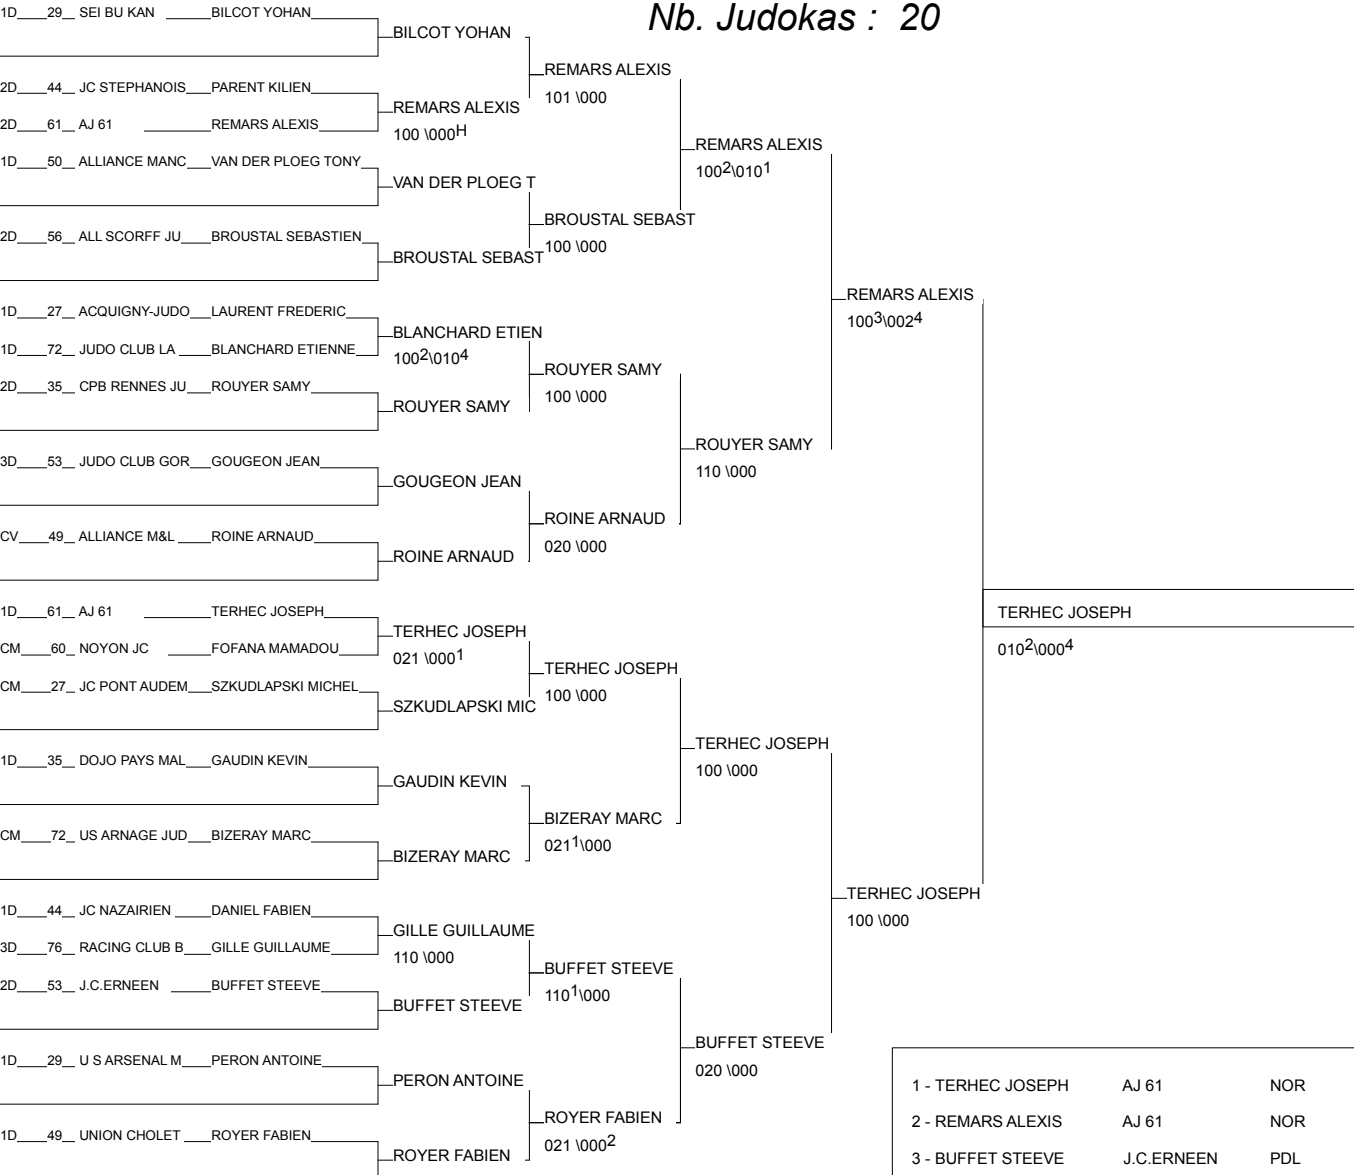 Nb. Judokas : 20
1D 29 SEI BU KAN BILCOT YOHAN
BILCOT YOHAN
REMARS ALEXIS
101 \000
2D 44 JC STEPHANOIS PARENT KILIEN
REMARS ALEXIS
100 \000H
2D 61 AJ 61 REMARS ALEXIS
REMARS ALEXIS
1002\0101
1D 50 ALLIANCE MANC VAN DER PLOEG TONY
VAN DER PLOEG T
BROUSTAL SEBAST
100 \000
2D 56 ALL SCORFF JU BROUSTAL SEBASTIEN
BROUSTAL SEBAST
REMARS ALEXIS
1003\0024
1D 27 ACQUIGNY-JUDO LAURENT FREDERIC
BLANCHARD ETIEN
1002\0104
1D 72 JUDO CLUB LA BLANCHARD ETIENNE
ROUYER SAMY
100 \000
2D 35 CPB RENNES JU ROUYER SAMY
ROUYER SAMY
ROUYER SAMY
110 \000
3D 53 JUDO CLUB GOR GOUGEON JEAN
GOUGEON JEAN
ROINE ARNAUD
020 \000
CV 49 ALLIANCE M&L ROINE ARNAUD
ROINE ARNAUD
TERHEC JOSEPH
0102\0004
1D 61 AJ 61 TERHEC JOSEPH
TERHEC JOSEPH
021 \0001
CM 60 NOYON JC FOFANA MAMADOU
TERHEC JOSEPH
100 \000
CM 27 JC PONT AUDEM SZKUDLAPSKI MICHEL
SZKUDLAPSKI MIC
TERHEC JOSEPH
100 \000
1D 35 DOJO PAYS MAL GAUDIN KEVIN
GAUDIN KEVIN
BIZERAY MARC
0211\000
CM 72 US ARNAGE JUD BIZERAY MARC
BIZERAY MARC
TERHEC JOSEPH
100 \000
1D 44 JC NAZAIRIEN DANIEL FABIEN
GILLE GUILLAUME
110 \000
3D 76 RACING CLUB B GILLE GUILLAUME
BUFFET STEEVE
1101\000
2D 53 J.C.ERNEEN BUFFET STEEVE
BUFFET STEEVE
BUFFET STEEVE
020 \000
1D 29 U S ARSENAL M PERON ANTOINE
PERON ANTOINE
ROYER FABIEN
021 \0002
1D 49 UNION CHOLET ROYER FABIEN
ROYER FABIEN
1 - TERHEC JOSEPH AJ 61 NOR
2 - REMARS ALEXIS AJ 61 NOR
3 - BUFFET STEEVE J.C.ERNEEN PDL